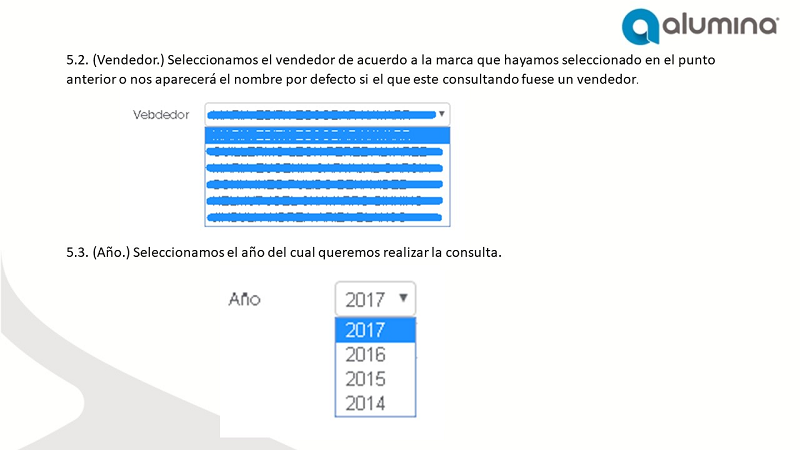 alumina
5.2. (Vendedor.) Seleccionamos el vendedor de acuerdo a la marca que hayamos seleccionado en el punto
anterior o nos aparecerá el nombre por defecto si el que este consultando fuese un vendedor.
Vebdedor
5.3. (Año.) Seleccionamos el año del cual queremos realizar la consulta.
Año 2017
2017
2016
2015
2014